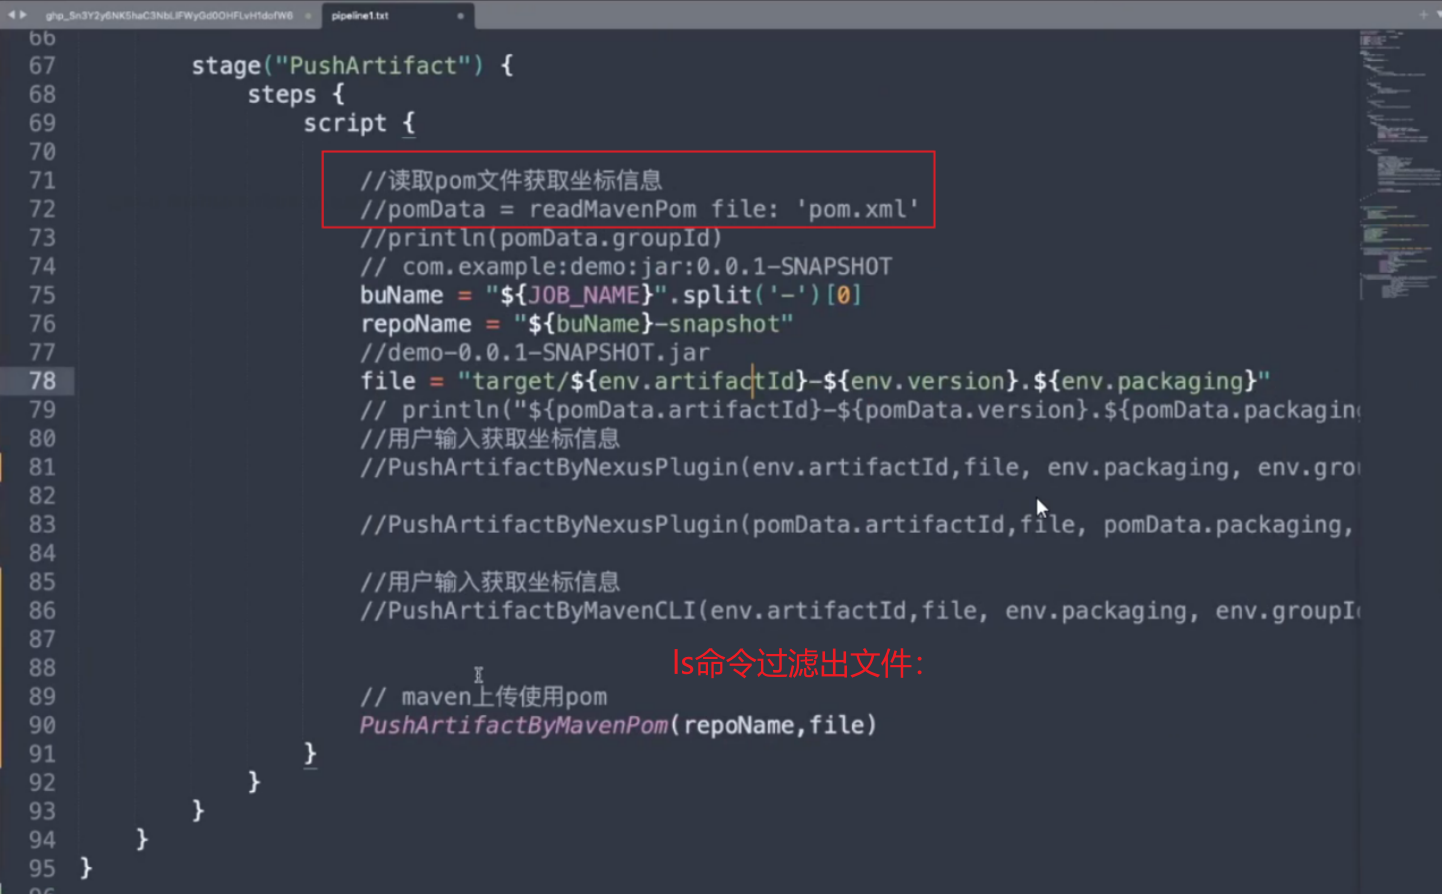 pipeline1.txt
66
67 stage("PushArtifact") {
68 steps {
69 script {
70
71 //读取pom文件获取坐标信息
72 //pomData = readMavenPom file: 'pom.xml'
73 //println(pomData.groupId)
74 // com.example:demo:jar:0.0.1-SNAPSHOT
75 buName = "${JOB_NAME}".split('-')[0]
76 repoName = "${buName}-snapshot"
77 //demo-0.0.1-SNAPSHOT.jar
78 file = "target/${env.artifactId}-${env.version}.${env.packaging}"
79 // println("${pomData.artifactId}-${pomData.version}.${pomData.packaging
80 //用户输入获取坐标信息
81 //PushArtifactByNexusPlugin(env.artifactId,file, env.packaging, env.grou
82
83 //PushArtifactByNexusPlugin(pomData.artifactId,file, pomData.packaging,
84
85 //用户输入获取坐标信息
86 //PushArtifactByMavenCLI(env.artifactId,file, env.packaging, env.groupId
87
88 ls命令过滤出文件：
89 // maven上传使用pom
90 PushArtifactByMavenPom(repoName,file)
91 }
92 }
93 }
94 }
95 }